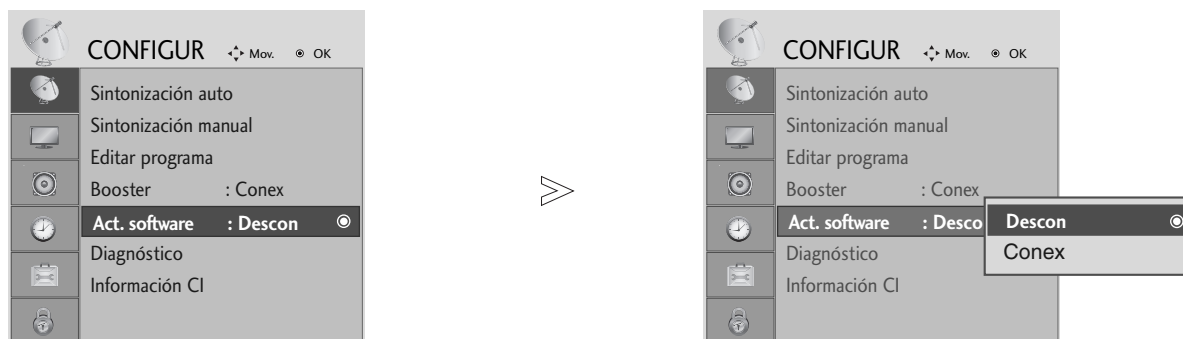 CONFIGUR Mov. OK
Sintonización auto
Sintonización manual
Editar programa
Booster : Conex
Act. software : Descon
Diagnóstico
Información CI
CONFIGUR Mov. OK
Sintonización auto
Sintonización manual
Editar programa
Booster : Conex
Act. software : Desco
Diagnóstico
Información CI
Descon
Conex